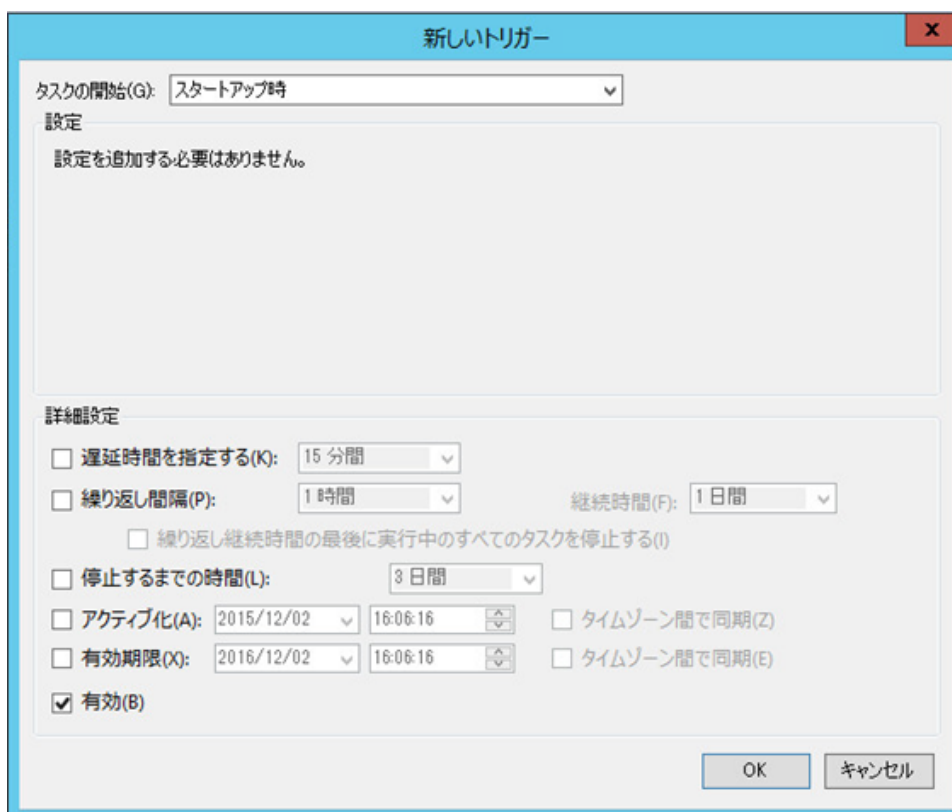 新しいトリガー
x
タスクの開始(G): スタートアップ時
設定
設定を追加する必要はありません。
詳細設定
遅延時間を指定する(K): 15 分間
繰り返し間隔(P): 1 時間 継続時間(F): 1 日間
繰り返し継続時間の最後に実行中のすべてのタスクを停止する(I)
停止するまでの時間(L): 3 日間
アクティブ化(A): 2015/12/02 16:06:16 タイムゾーン間で同期(Z)
有効期限(X): 2016/12/02 16:06:16 タイムゾーン間で同期(E)
有効(B)
OK キャンセル